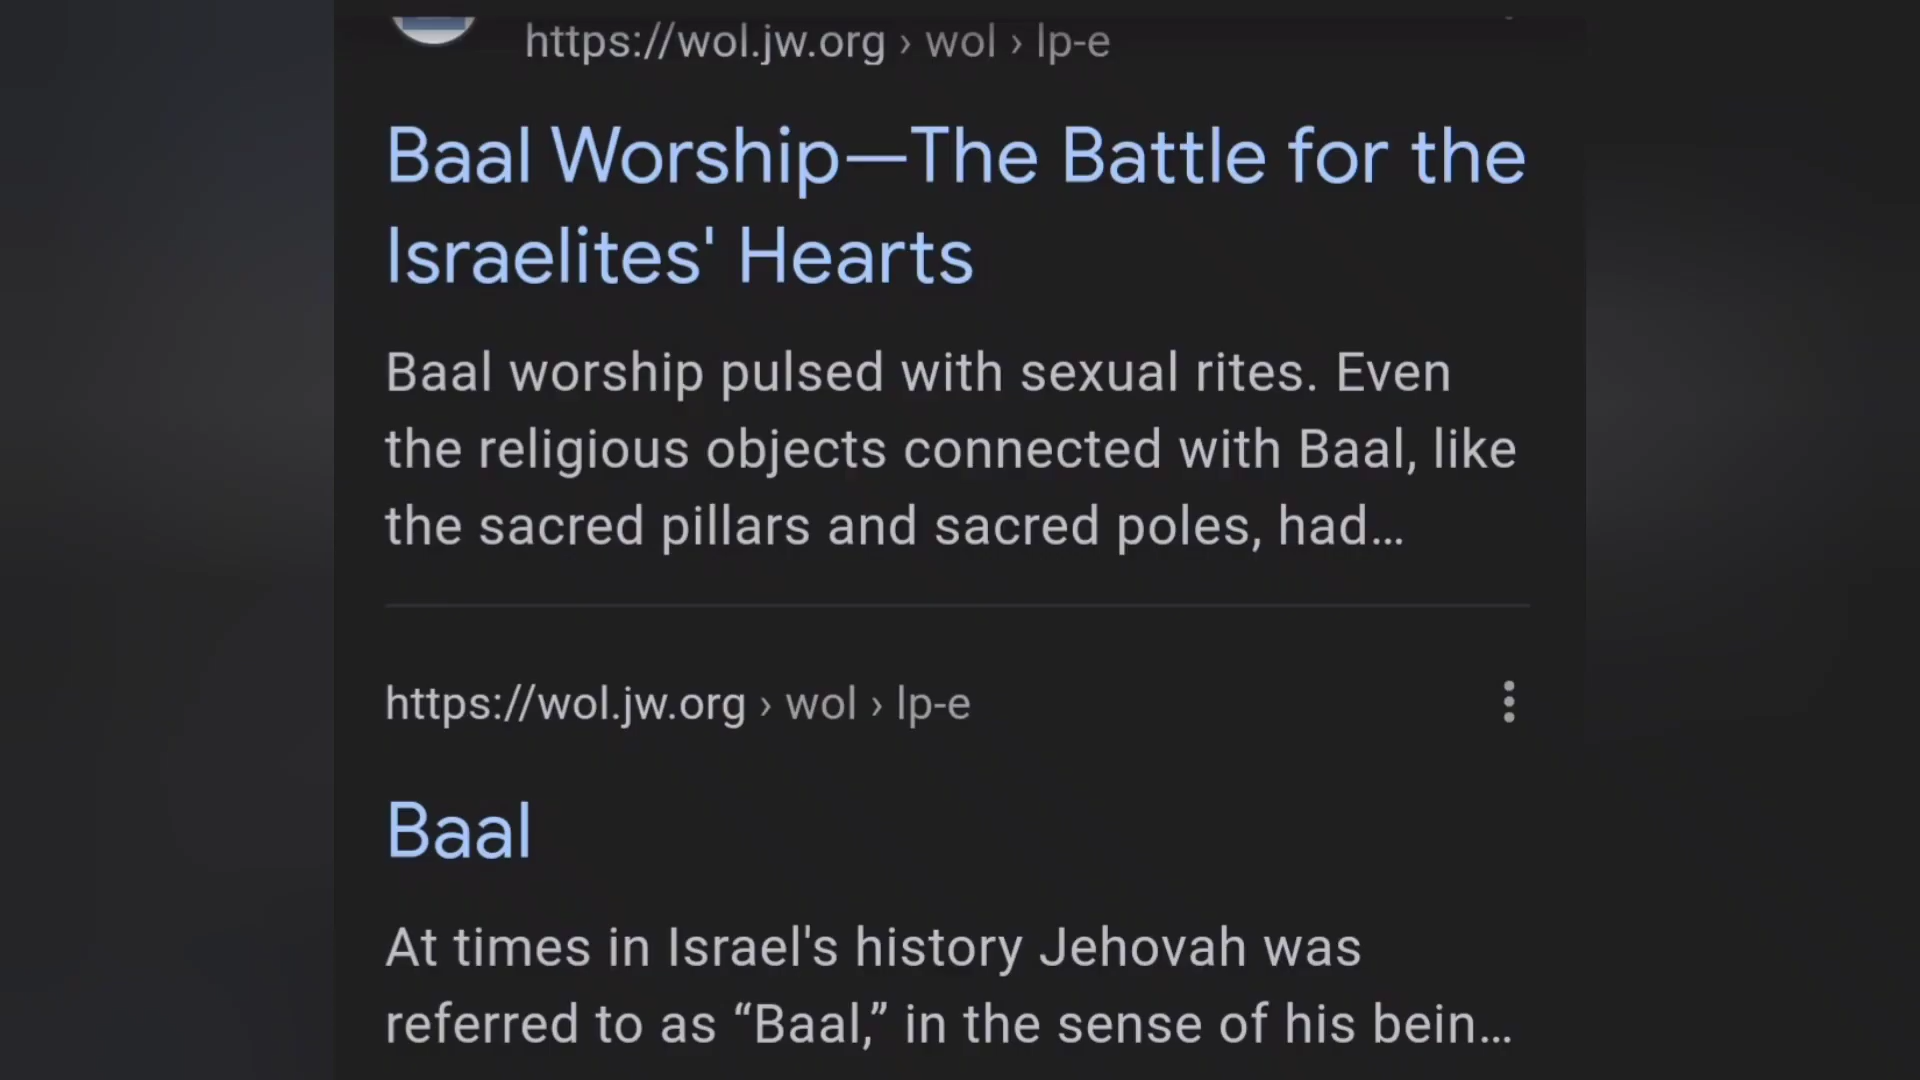 https://wol.jw.org › wol › lp-e
Baal Worship—The Battle for the
Israelites' Hearts
Baal worship pulsed with sexual rites. Even
the religious objects connected with Baal, like
the sacred pillars and sacred poles, had...
https://wol.jw.org › wol › lp-e
Baal
At times in Israel's history Jehovah was
referred to as “Baal,” in the sense of his bein...